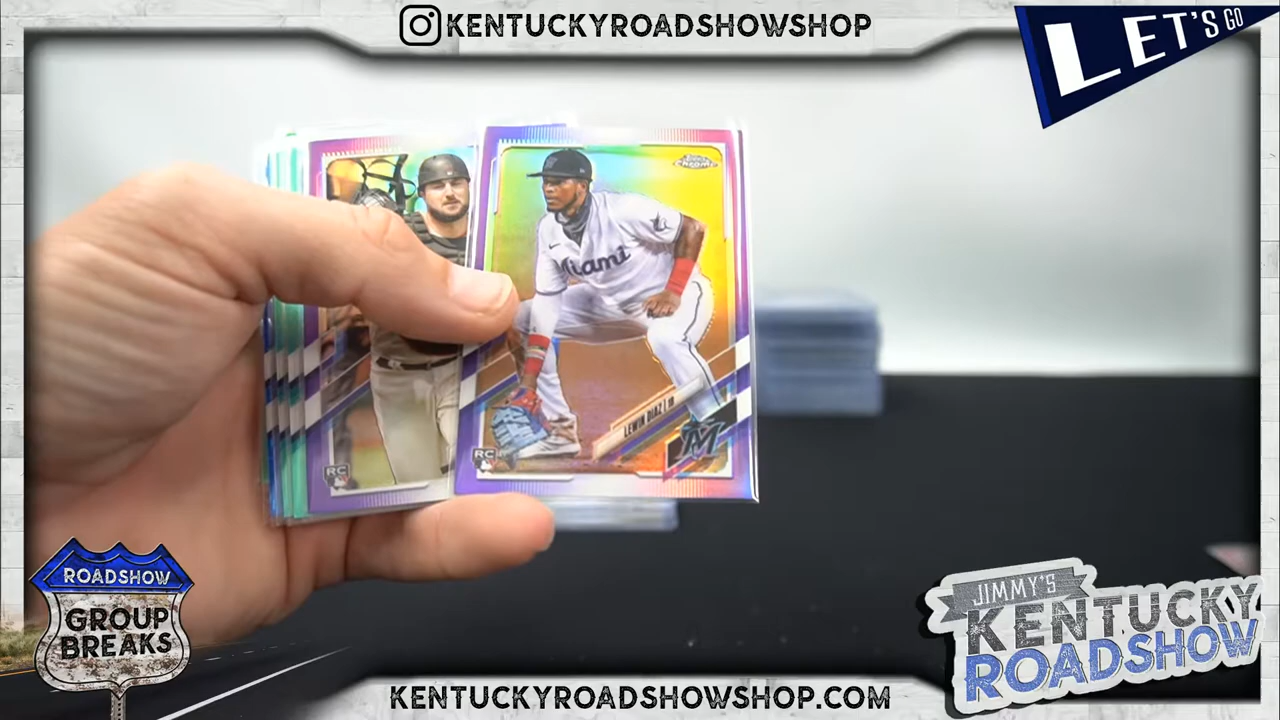 KENTUCKYROADSHOWSHOP
LET'S GO
Topps
CHROME
Miami
LEWIN DIAZ | 1B
M
RC
RC
ROADSHOW
GROUP
BREAKS
JIMMY'S
KENTUCKY
ROADSHOW
KENTUCKYROADSHOWSHOP.COM